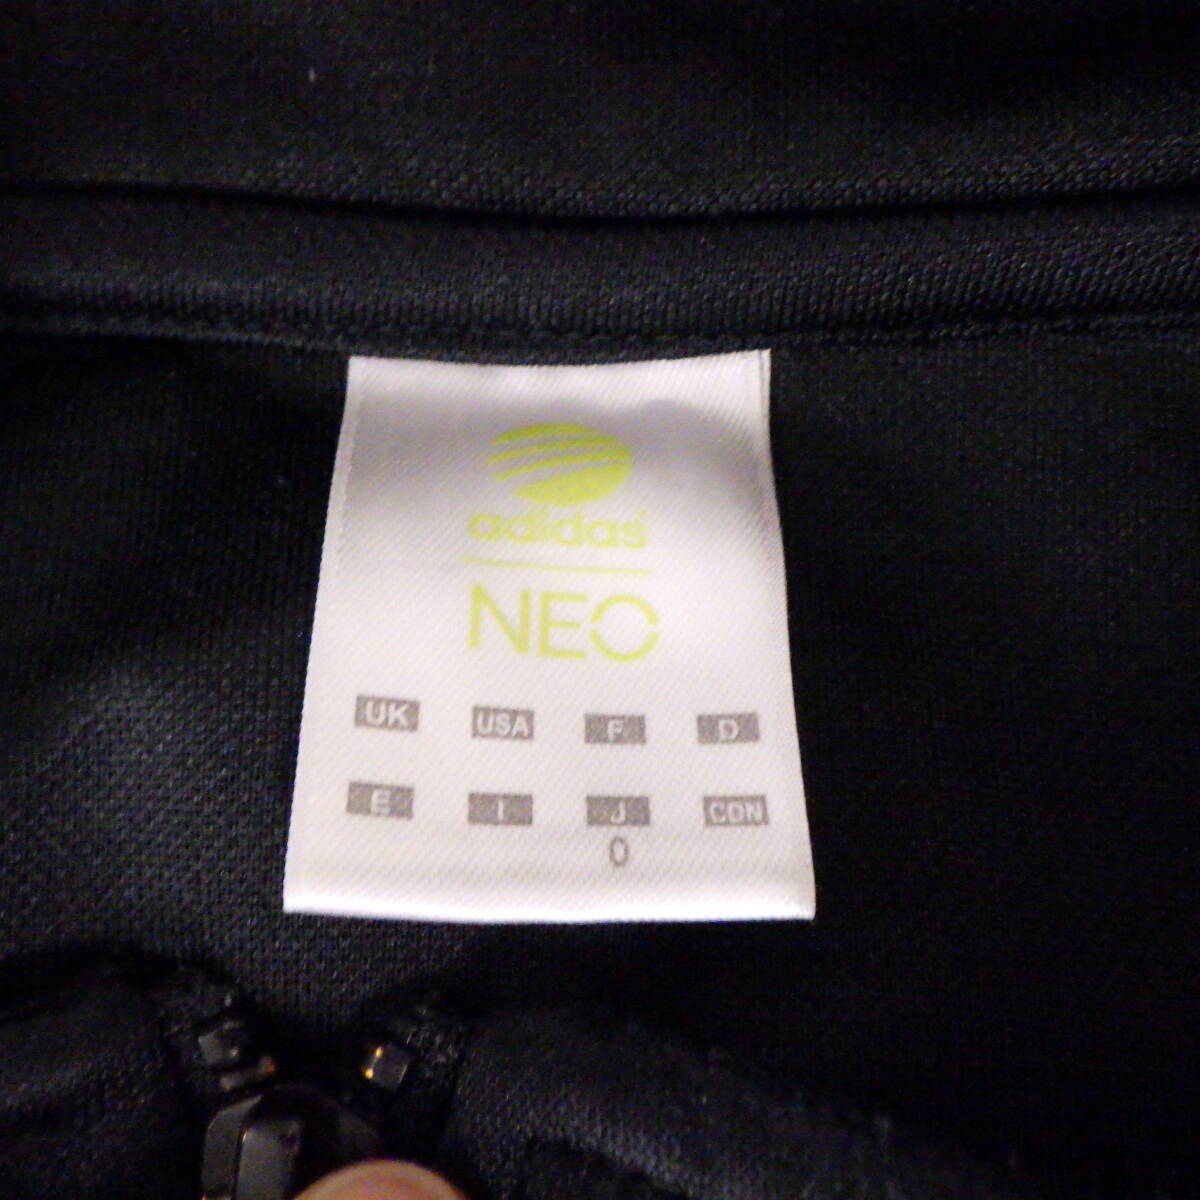 adidas
NEO
UK USA F D
E I J CDN
O